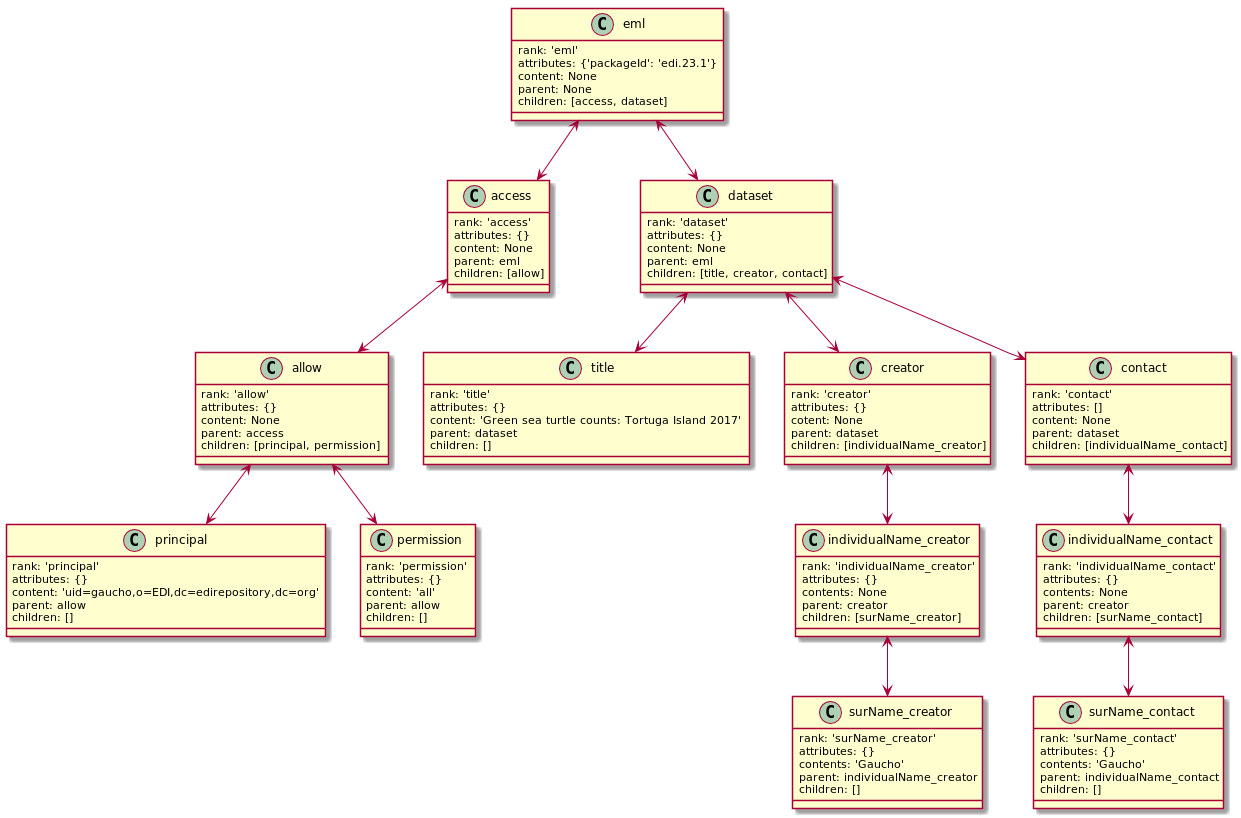 C eml
rank: 'eml'
attributes: {'packageId': 'edi.23.1'}
content: None
parent: None
children: [access, dataset]
C access
rank: 'access'
attributes: {}
content: None
parent: eml
children: [allow]
C dataset
rank: 'dataset'
attributes: {}
content: None
parent: eml
children: [title, creator, contact]
C allow
rank: 'allow'
attributes: {}
content: None
parent: access
children: [principal, permission]
C title
rank: 'title'
attributes: {}
content: 'Green sea turtle counts: Tortuga Island 2017'
parent: dataset
children: []
C creator
rank: 'creator'
attributes: {}
cotent: None
parent: dataset
children: [individualName_creator]
C contact
rank: 'contact'
attributes: []
content: None
parent: dataset
children: [individualName_contact]
C principal
rank: 'principal'
attributes: {}
content: 'uid=gaucho,o=EDI,dc=edirepository,dc=org'
parent: allow
children: []
C permission
rank: 'permission'
attributes: {}
content: 'all'
parent: allow
children: []
C individualName_creator
rank: 'individualName_creator'
attributes: {}
contents: None
parent: creator
children: [surName_creator]
C individualName_contact
rank: 'individualName_contact'
attributes: {}
contents: None
parent: creator
children: [surName_contact]
C surName_creator
rank: 'surName_creator'
attributes: {}
contents: 'Gaucho'
parent: individualName_creator
children: []
C surName_contact
rank: 'surName_contact'
attributes: {}
contents: 'Gaucho'
parent: individualName_contact
children: []